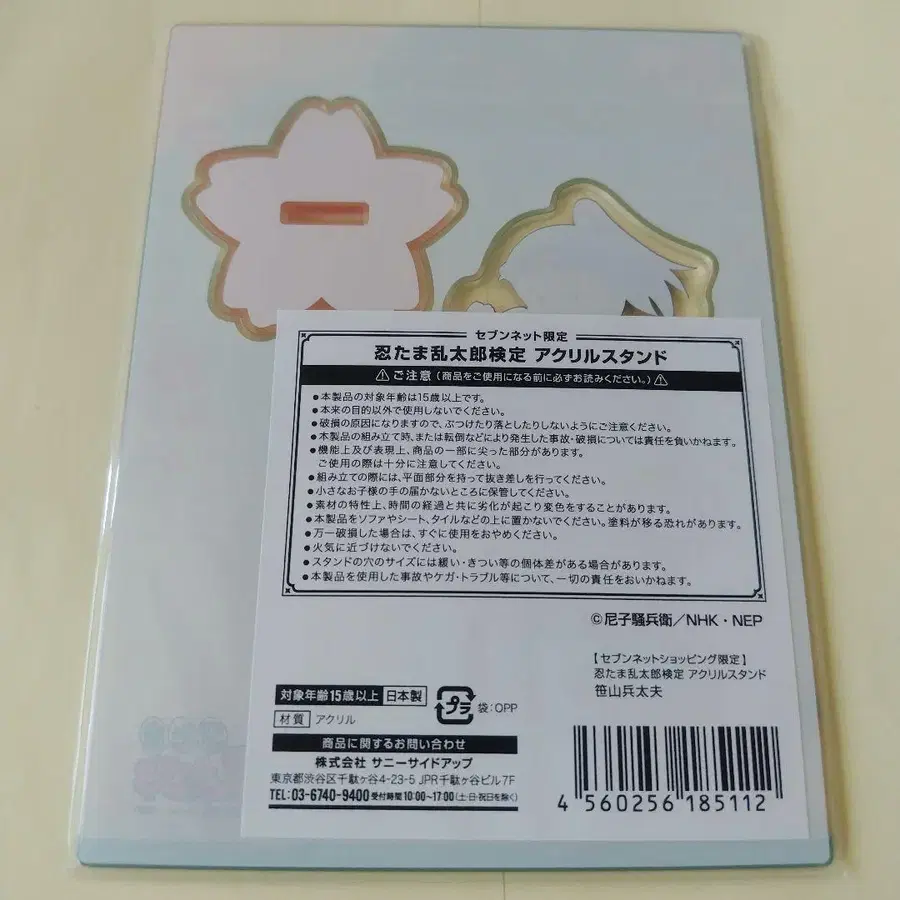 セブンネット限定
忍たま乱太郎検定 アクリルスタンド
⚠ご注意(商品をご使用になる前に必ずお読みください。)⚠
●本製品の対象年齢は15歳以上です。
●本来の目的以外で使用しないでください。
●破損の原因になりますので、ぶつけたり落としたりしないようにご注意ください。
●本製品の組み立て時、または転倒などにより発生した事故・破損については責任を負いかねます。
●機能上及び表現上、商品の一部に尖った部分があります。
ご使用の際は十分に注意してください。
●組み立ての際には、平面部分を持って抜き差しを行ってください。
●小さなお子様の手の届かないところに保管してください。
●素材の特性上、時間の経過と共に劣化が起こり変色をすることがあります。
●本製品をソファやシート、タイルなどの上に置かないでください。塗料が移る恐れがあります。
●万一破損した場合は、すぐに使用をおやめください。
●火気に近づけないでください。
●スタンドの穴のサイズには緩い・きつい等の個体差がある場合があります。
●本製品を使用した事故やケガ・トラブル等について、一切の責任をおいかねます。
©尼子騒兵衛/NHK・NEP
【セブンネットショッピング限定】
忍たま乱太郎検定 アクリルスタンド
笹山兵太夫
対象年齢15歳以上 日本製
プラ 袋:OPP
材質 アクリル
商品に関するお問い合わせ
株式会社 サニーサイドアップ
東京都渋谷区千駄ヶ谷4-23-5 JPR千駄ヶ谷ビル7F
TEL:03-6740-9400 受付時間 10:00~17:00(土・日・祝日を除く)
4 560256 185112